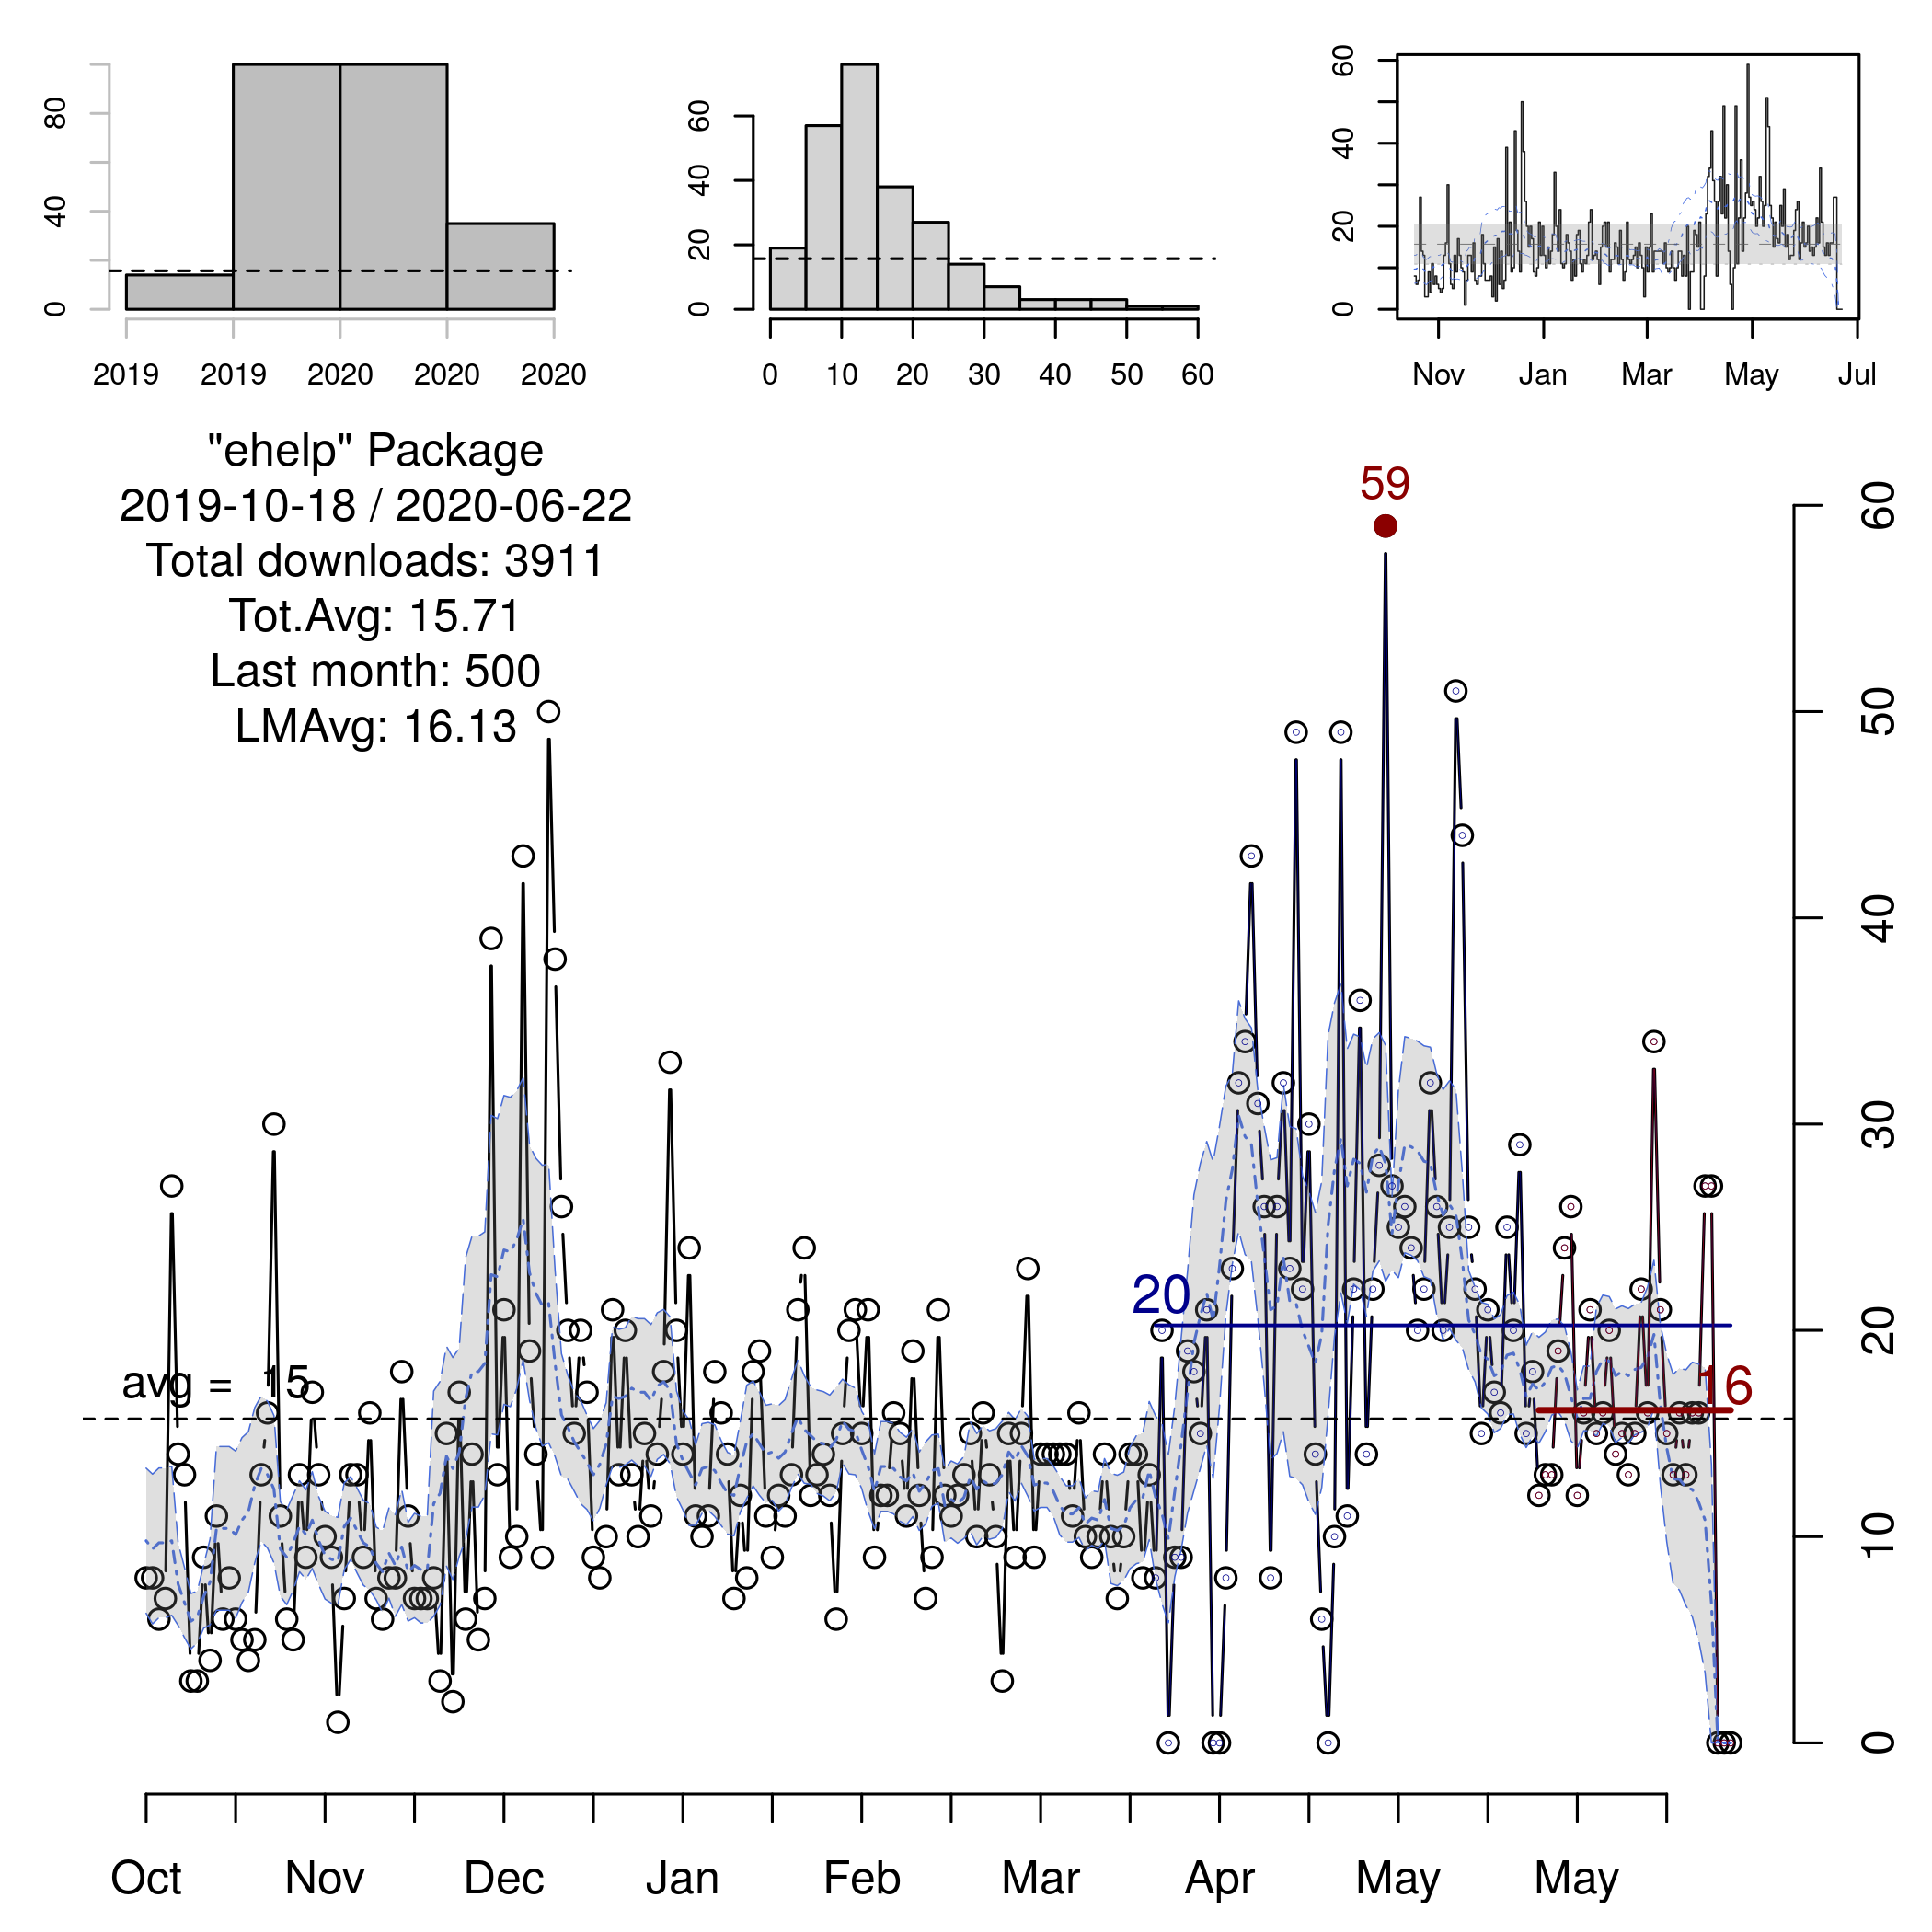 80
40
0
2019 2019 2020 2020 2020
60
40
20
0
0 10 20 30 40 50 60
60
40
20
0
Nov Jan Mar May Jul
"ehelp" Package
2019-10-18 / 2020-06-22
Total downloads: 3911
Tot.Avg: 15.71
Last month: 500
LMAvg: 16.13
59
20
avg = 15
16
60
50
40
30
20
10
0
Oct Nov Dec Jan Feb Mar Apr May May